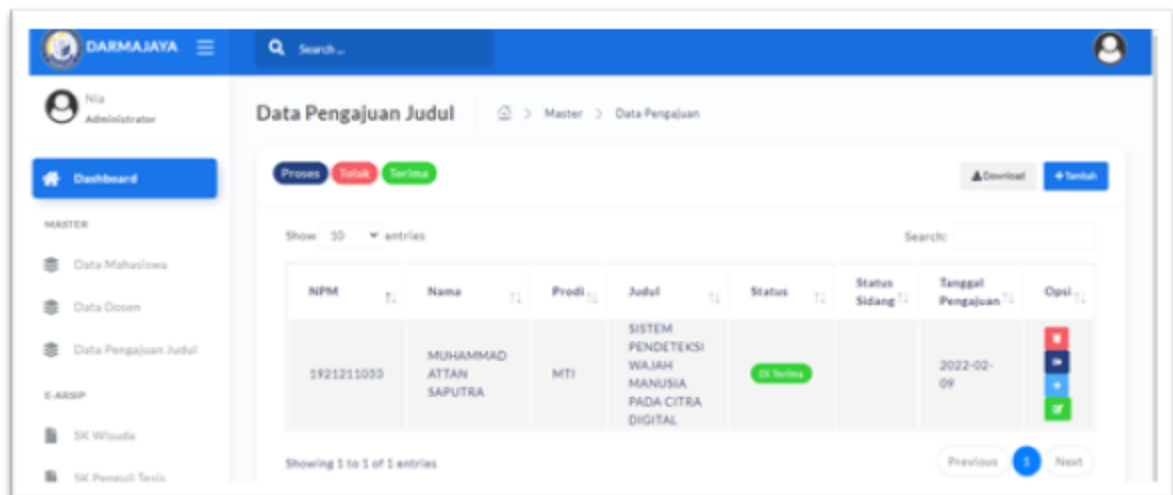 DARMAJAYA
Search...
Nia
Administrator
Data Pengajuan Judul > Master > Data Pengajuan
Dashboard
Proses Tolak Terima
Download + Tambah
MASTER
Show 10 entries
Search:
Data Mahasiswa
Data Dosen
Data Pengajuan Judul
E-ARSIP
SK Wisuda
SK Penguji Tesis
NPM Nama Prodi Judul Status Status Sidang Tanggal Pengajuan Opsi
1921211033
MUHAMMAD
ATTAN
SAPUTRA
MTI
SISTEM
PENDETEKSI
WAJAH
MANUSIA
PADA CITRA
DIGITAL
Di Terima
2022-02-
09
Showing 1 to 1 of 1 entries
Previous 1 Next